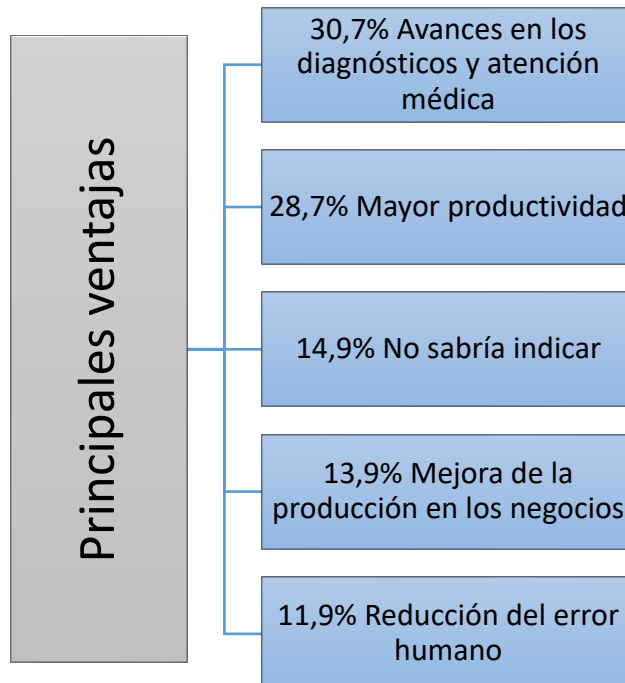 Principales ventajas
30,7% Avances en los
diagnósticos y atención
médica
28,7% Mayor productividad
14,9% No sabría indicar
13,9% Mejora de la
producción en los negocios
11,9% Reducción del error
humano